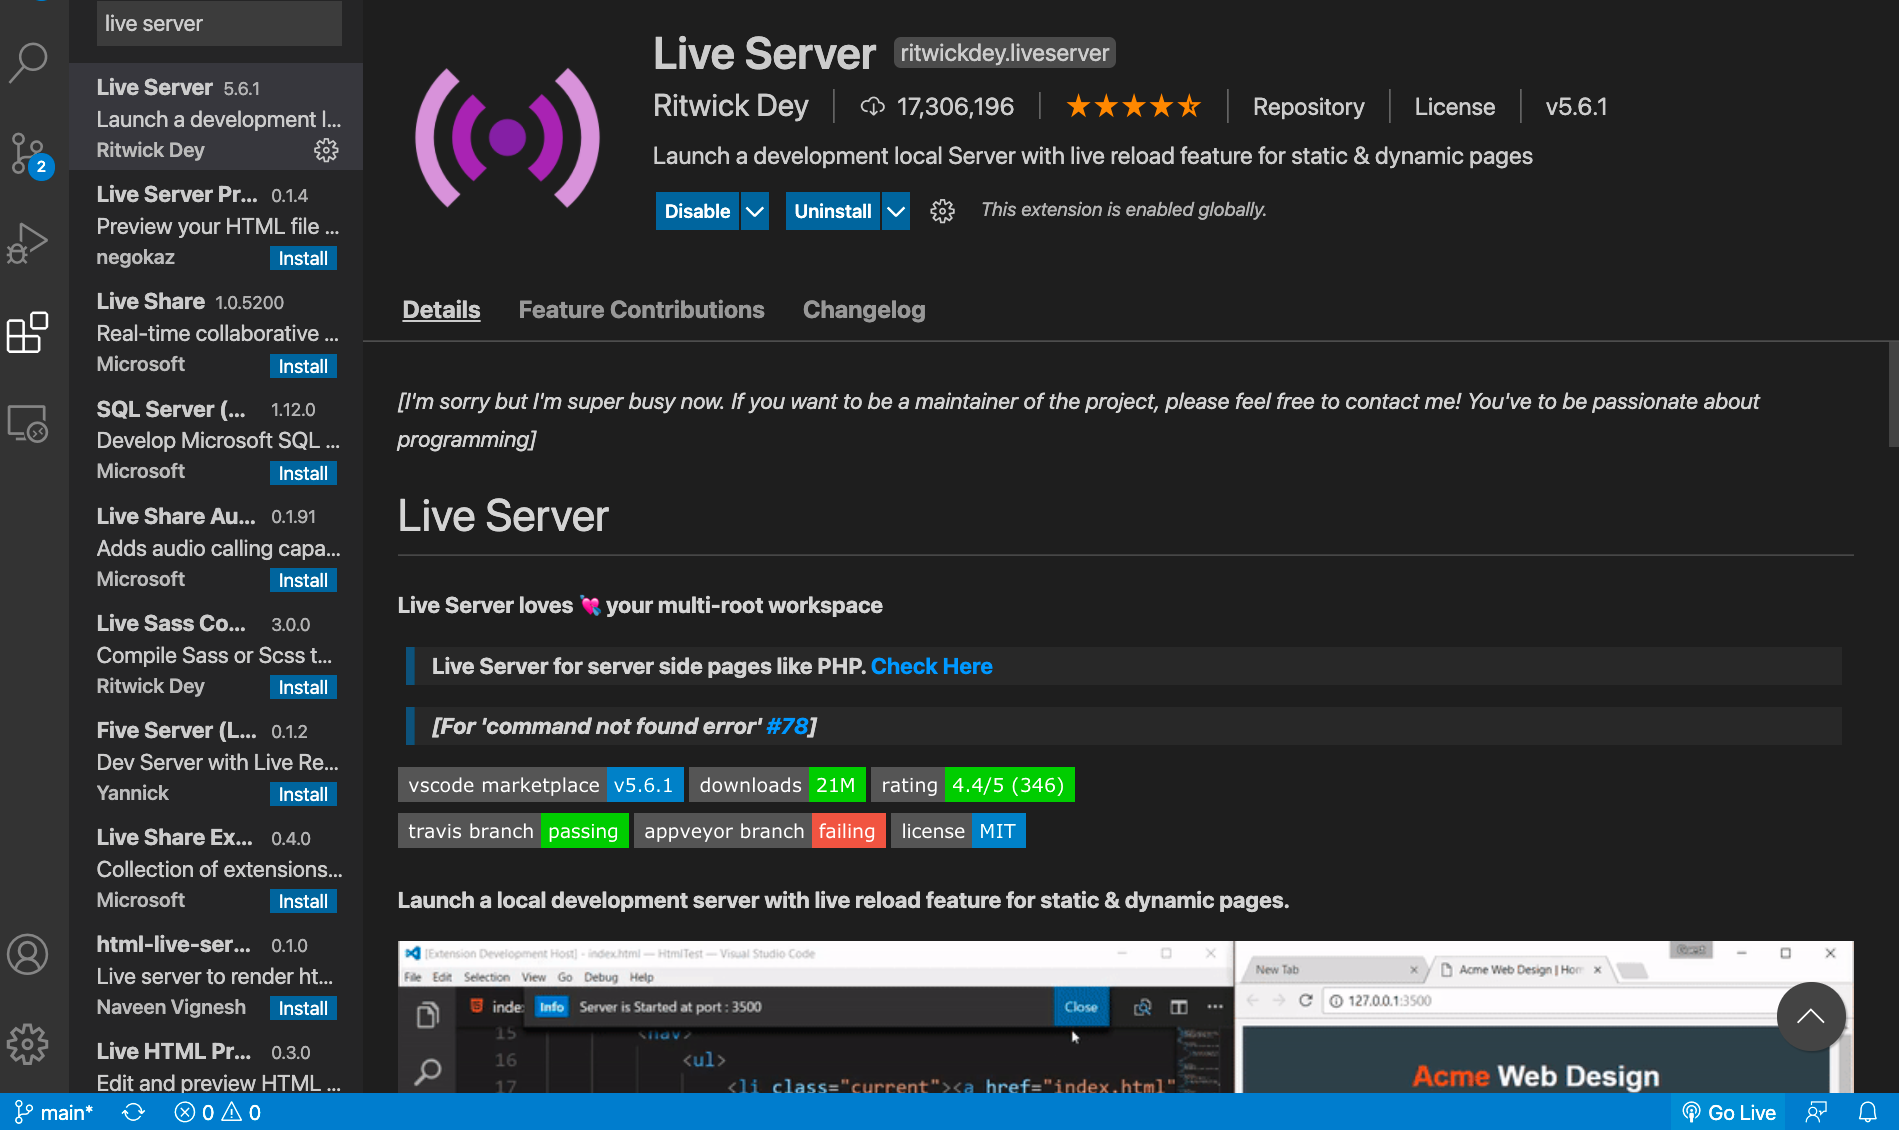 live server
Live Server 5.6.1
Launch a development l...
Ritwick Dey
Live Server Pr... 0.1.4
Preview your HTML file ...
negokaz Install
Live Share 1.0.5200
Real-time collaborative ...
Microsoft Install
SQL Server (... 1.12.0
Develop Microsoft SQL ...
Microsoft Install
Live Share Au... 0.1.91
Adds audio calling capa...
Microsoft Install
Live Sass Co... 3.0.0
Compile Sass or Scss t...
Ritwick Dey Install
Five Server (L... 0.1.2
Dev Server with Live Re...
Yannick Install
Live Share Ex... 0.4.0
Collection of extensions...
Microsoft Install
html-live-ser... 0.1.0
Live server to render ht...
Naveen Vignesh Install
Live HTML Pr... 0.3.0
Edit and preview HTML ...
2
Live Server ritwickdey.liveserver
Ritwick Dey 17,306,196 Repository License v5.6.1
Launch a development local Server with live reload feature for static & dynamic pages
Disable Uninstall This extension is enabled globally.
Details Feature Contributions Changelog
[I'm sorry but I'm super busy now. If you want to be a maintainer of the project, please feel free to contact me! You've to be passionate about
programming]
Live Server
Live Server loves 💘 your multi-root workspace
Live Server for server side pages like PHP. Check Here
[For 'command not found error' #78]
vscode marketplace v5.6.1 downloads 21M rating 4.4/5 (346)
travis branch passing appveyor branch failing license MIT
Launch a local development server with live reload feature for static & dynamic pages.
[Extension Development Host] - index.html — HtmlTest — Visual Studio Code
File Edit Selection View Go Debug Help
inde: Info Server is Started at port : 3500 Close
15 <nav>
16 <ul>
17 <li class="current"><a href="index.html"
Guest
New Tab Acme Web Design | Hom
127.0.0.1:3500
Acme Web Design
main* 0 0 Go Live